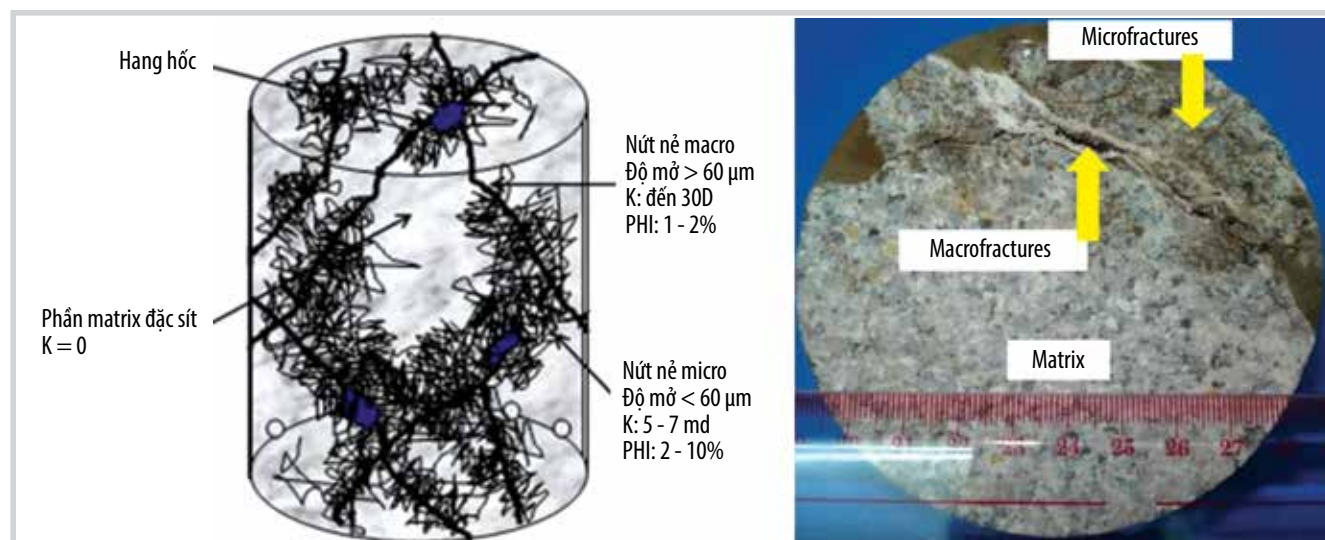 Hang hốc
Nứt nẻ macro
Độ mở > 60 µm
K: đến 30D
PHI: 1 - 2%
Phần matrix đặc sít
K = 0
Nứt nẻ micro
Độ mở < 60 µm
K: 5 - 7 md
PHI: 2 - 10%
Microfractures
Macrofractures
Matrix
24 25 26 27